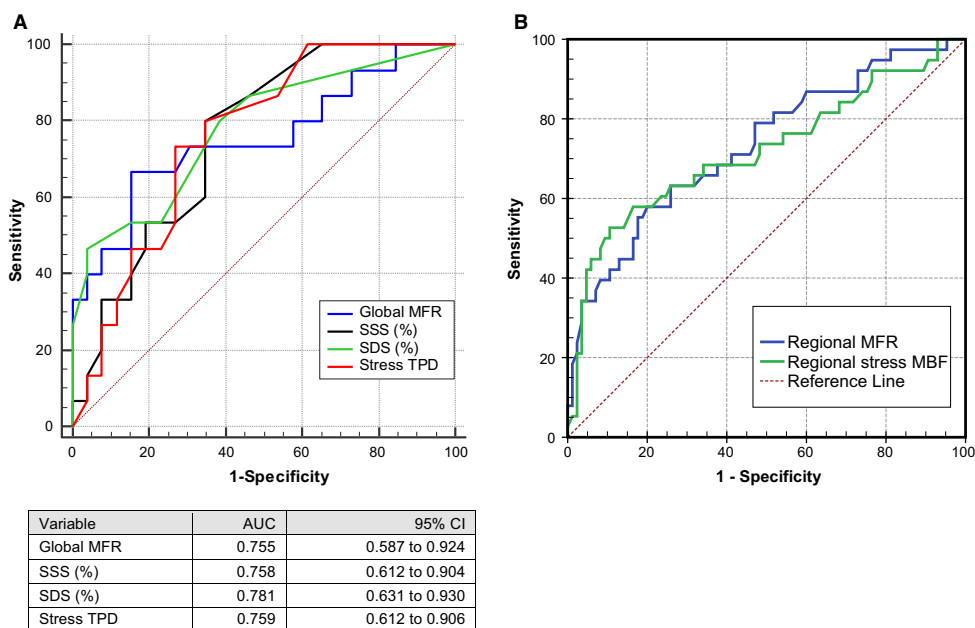 A
100
80
60
40
20
0
Sensitivity
Global MFR
SSS (%)
SDS (%)
Stress TPD
0 20 40 60 80 100
1-Specificity
B
100
80
60
40
20
0
Sensitivity
Regional MFR
Regional stress MBF
Reference Line
0 20 40 60 80 100
1 - Specificity
Variable AUC 95% CI
Global MFR 0.755 0.587 to 0.924
SSS (%) 0.758 0.612 to 0.904
SDS (%) 0.781 0.631 to 0.930
Stress TPD 0.759 0.612 to 0.906